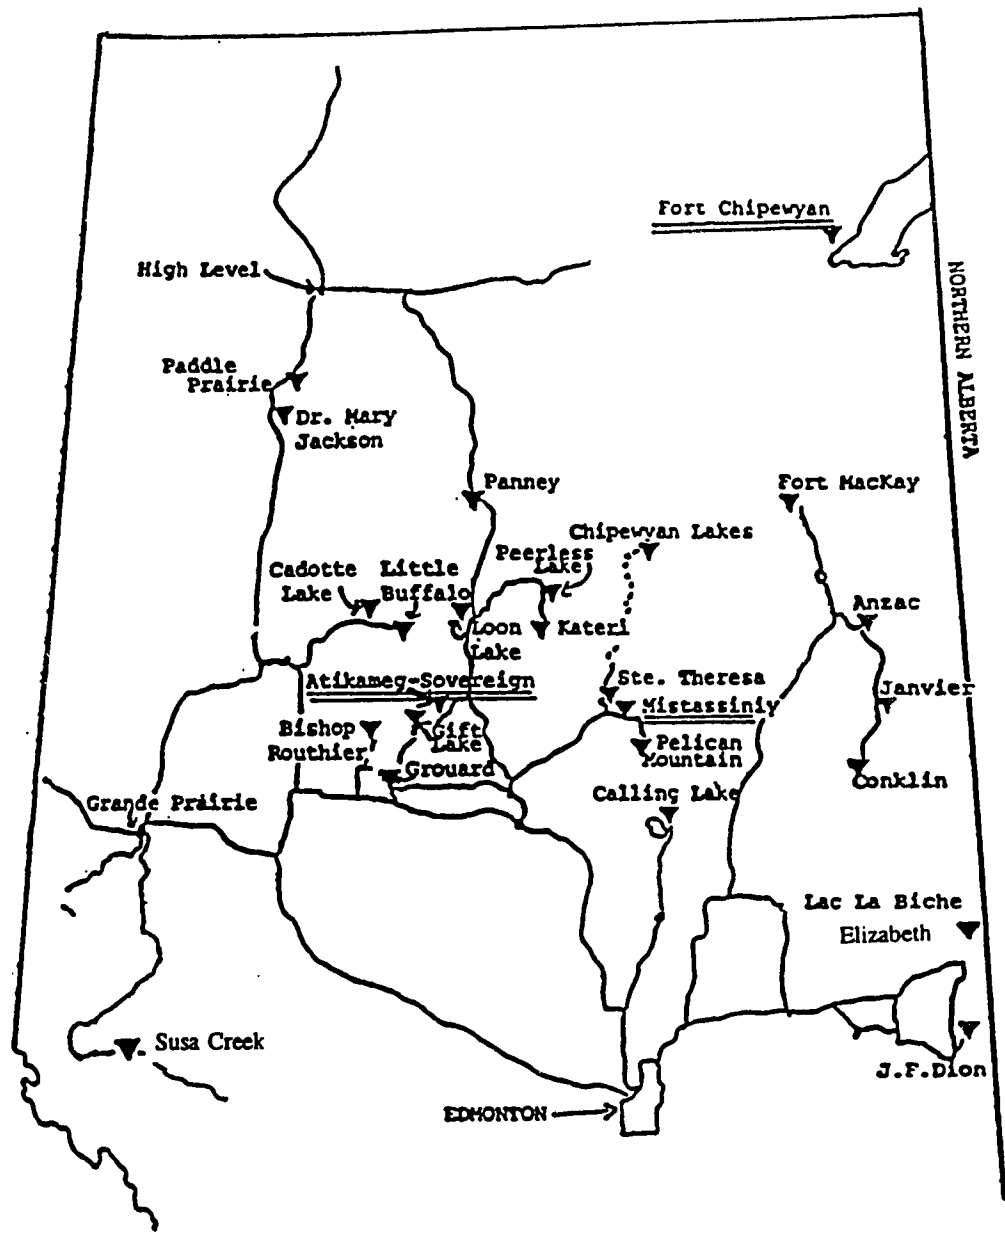 Fort Chipewyan
High Level
NORTHERN ALBERTA
Paddle
Prairie
Dr. Mary
Jackson
Panney
Fort MacKay
Chipewyan Lakes
Peerless
Lake
Cadotte
Lake
Little
Buffalo
Loon
Lake
Kateri
Anzac
Atikameg-Sovereign
Ste. Theresa
Mistassiniy
Janvier
Bishop
Routhier
Gift
Lake
Pelican
Mountain
Grouard
Conklin
Calling Lake
Grande Prairie
Lac La Biche
Elizabeth
Susa Creek
J.F.Dion
EDMONTON